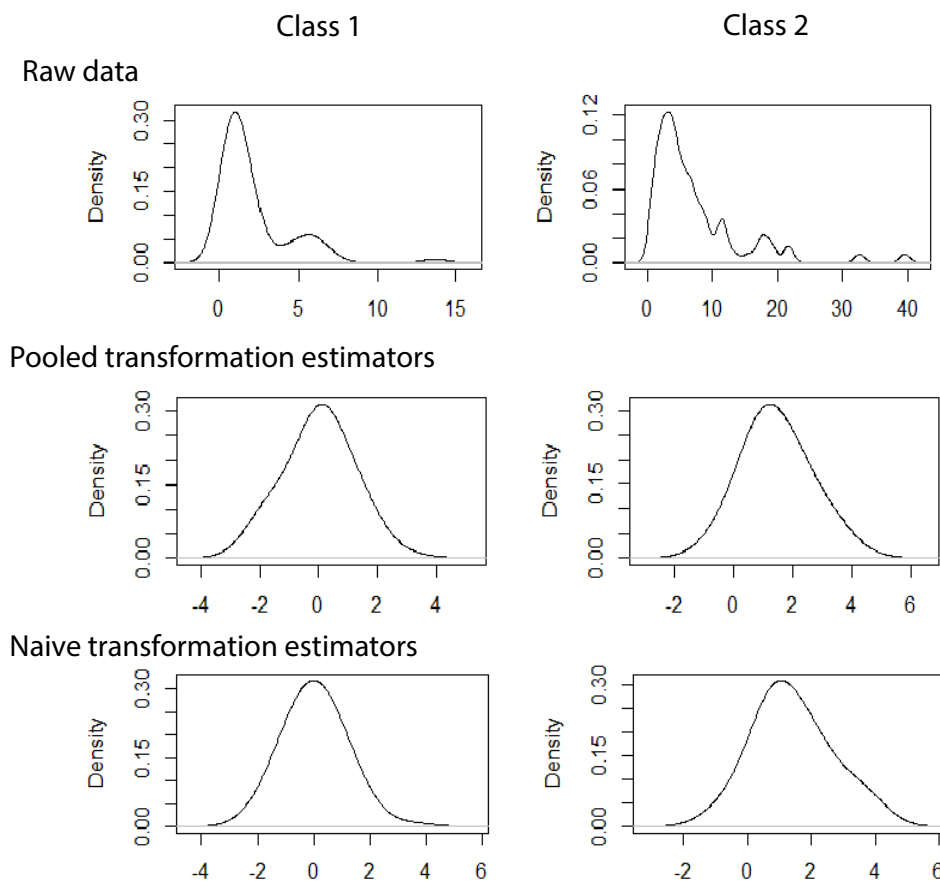 Class 1 Class 2
Raw data
Density 0.00 0.15 0.30
0 5 10 15
Density 0.00 0.06 0.12
0 10 20 30 40
Pooled transformation estimators
Density 0.00 0.15 0.30
-4 -2 0 2 4
Density 0.00 0.15 0.30
-2 0 2 4 6
Naive transformation estimators
Density 0.00 0.15 0.30
-4 -2 0 2 4 6
Density 0.00 0.15 0.30
-2 0 2 4 6